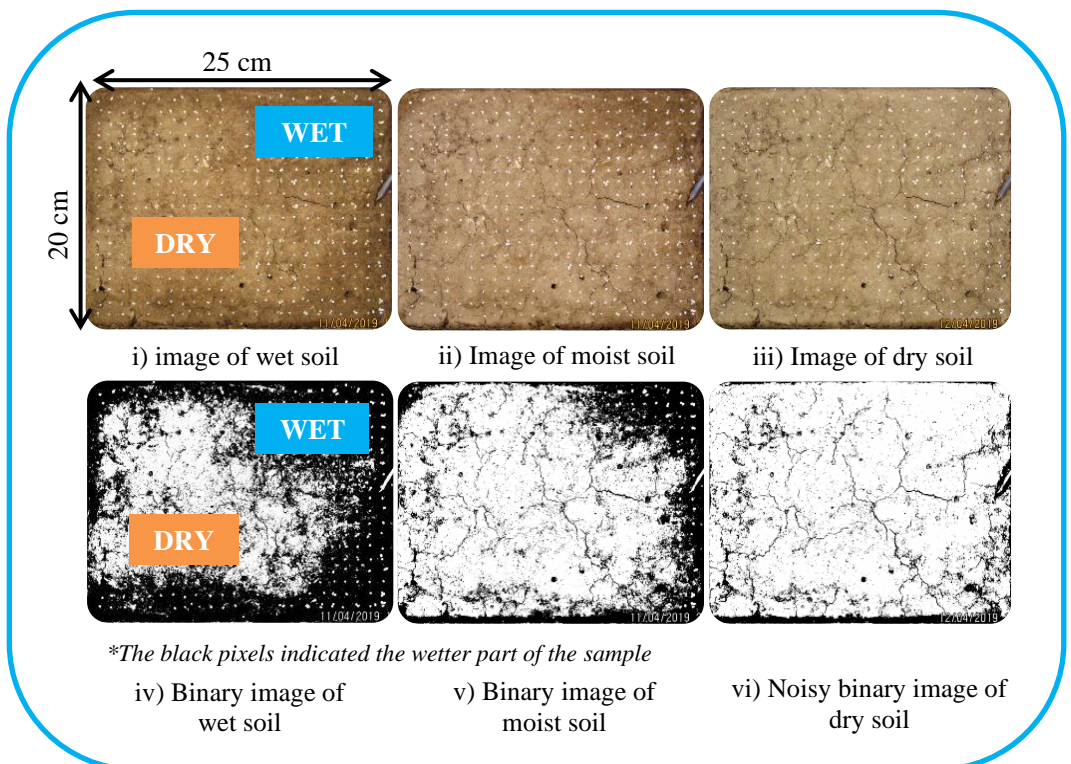 25 cm
20 cm
WET
DRY
11/04/2019
11/04/2019
12/04/2019
i) image of wet soil
ii) Image of moist soil
iii) Image of dry soil
WET
DRY
11/04/2019
11/04/2019
12/04/2019
*The black pixels indicated the wetter part of the sample
iv) Binary image of
wet soil
v) Binary image of
moist soil
vi) Noisy binary image of
dry soil